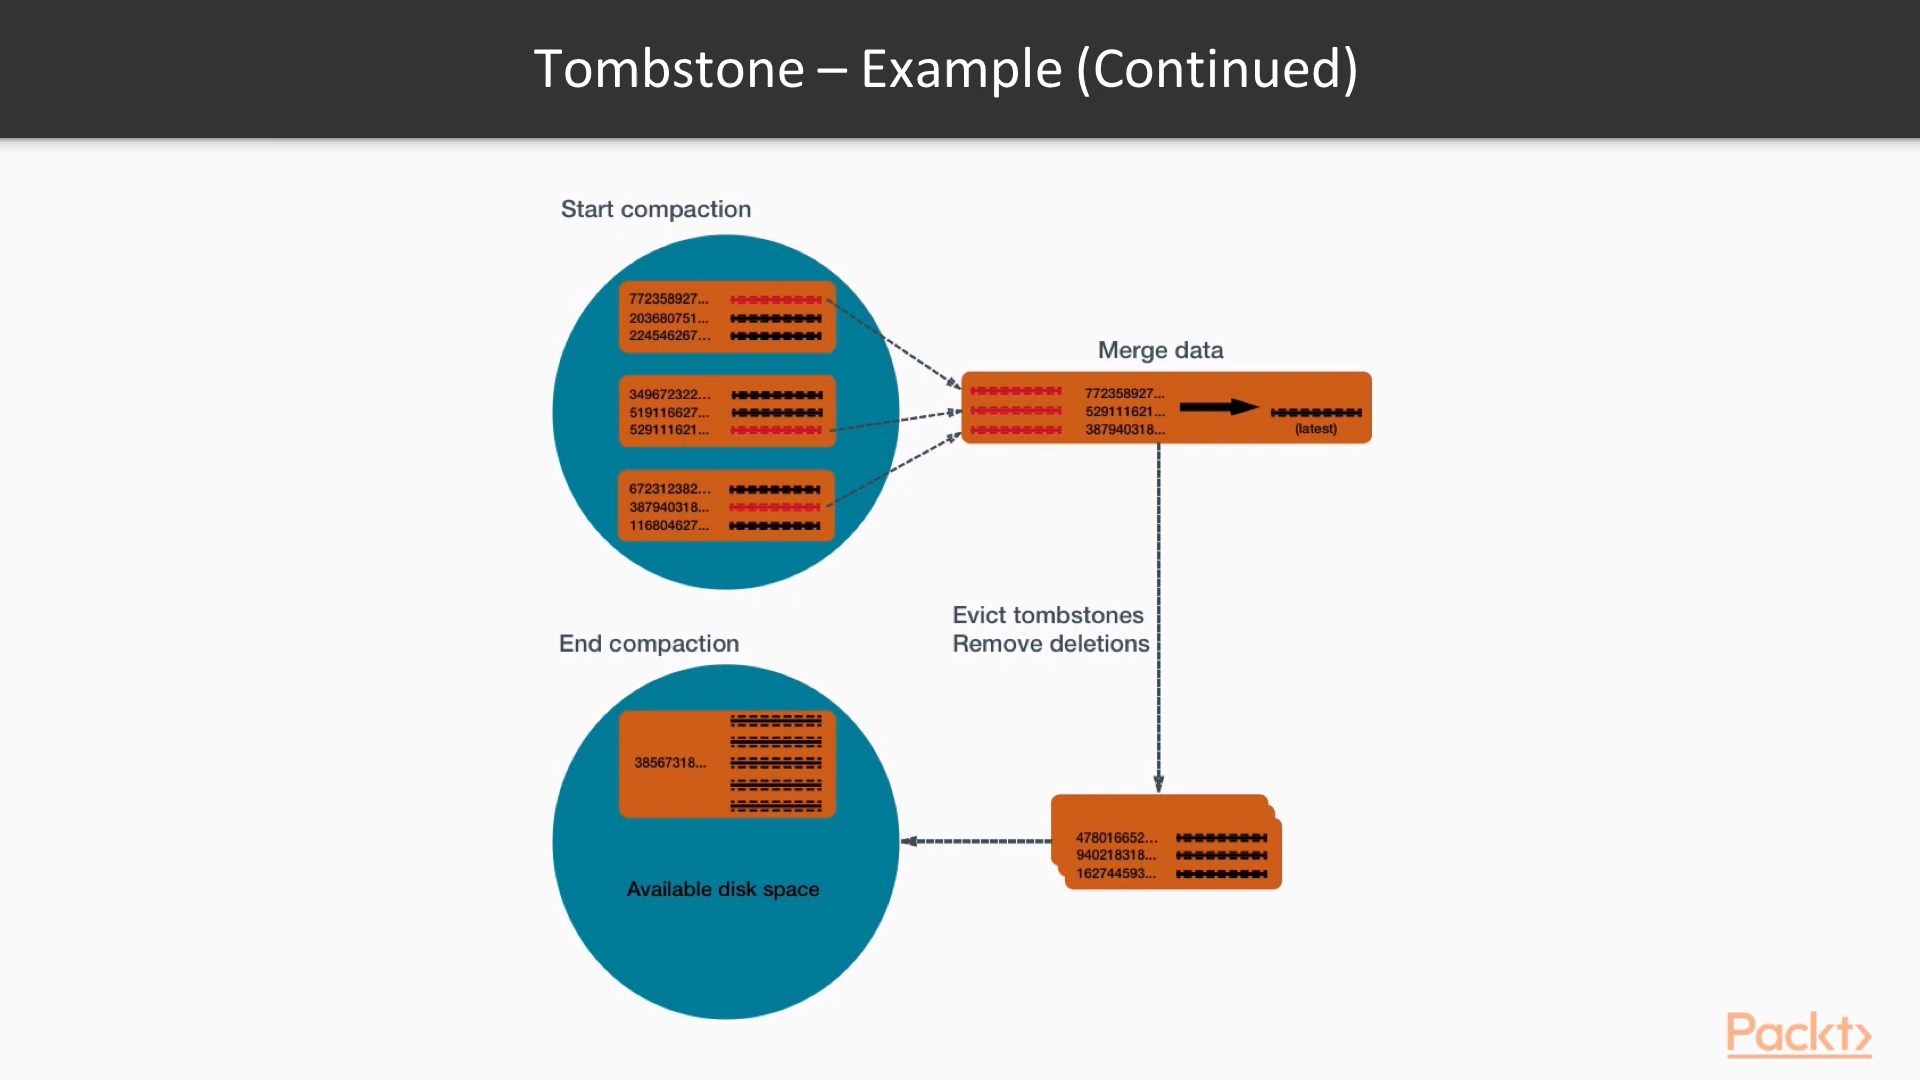 Tombstone – Example (Continued)
Start compaction
772358927...
203680751...
224546267...
349672322...
519116627...
529111621...
672312382...
387940318...
116804627...
Merge data
772358927...
529111621...
387940318...
(latest)
Evict tombstones
Remove deletions
End compaction
38567318...
Available disk space
478016652...
940218318...
162744593...
Packt>